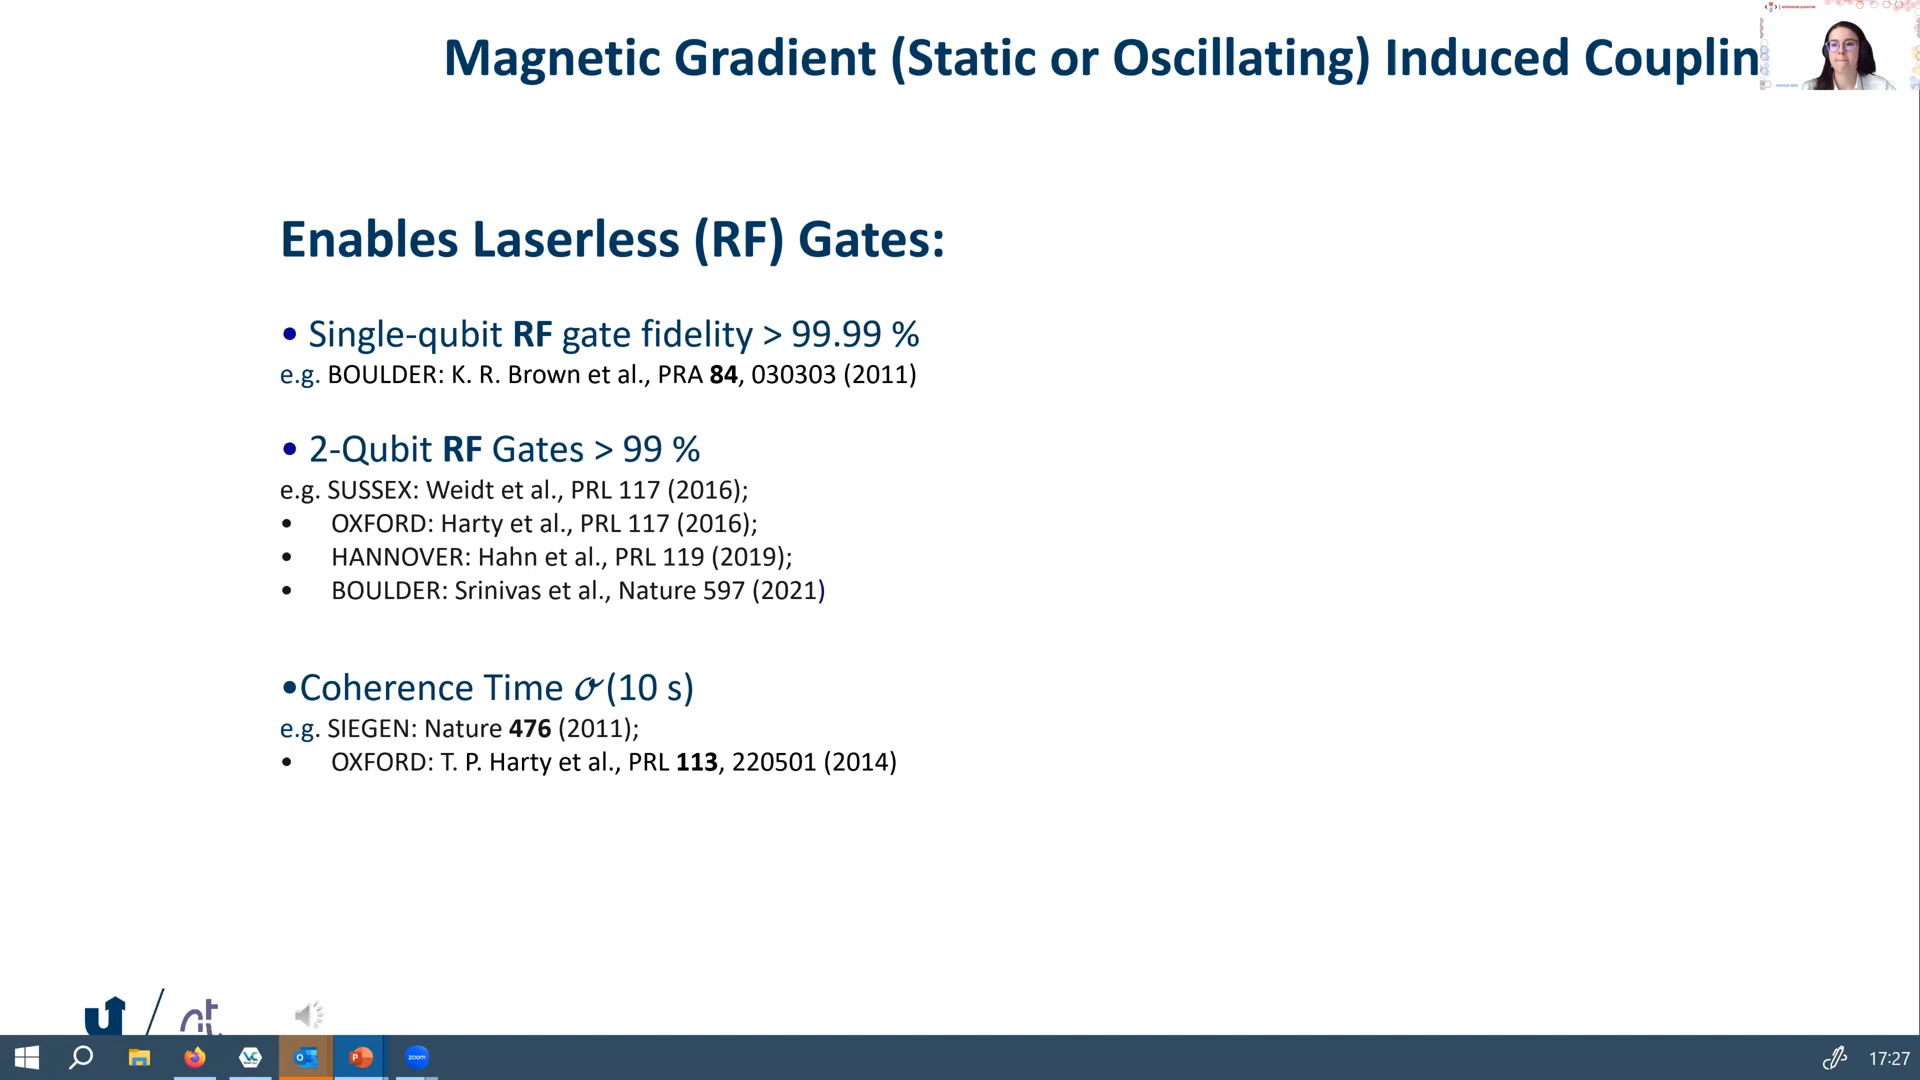 Magnetic Gradient (Static or Oscillating) Induced Couplin
Enables Laserless (RF) Gates:
• Single-qubit RF gate fidelity > 99.99 %
e.g. BOULDER: K. R. Brown et al., PRA 84, 030303 (2011)
• 2-Qubit RF Gates > 99 %
e.g. SUSSEX: Weidt et al., PRL 117 (2016);
• OXFORD: Harty et al., PRL 117 (2016);
• HANNOVER: Hahn et al., PRL 119 (2019);
• BOULDER: Srinivas et al., Nature 597 (2021)
•Coherence Time 𝒪 (10 s)
e.g. SIEGEN: Nature 476 (2011);
• OXFORD: T. P. Harty et al., PRL 113, 220501 (2014)
zoom
17:27